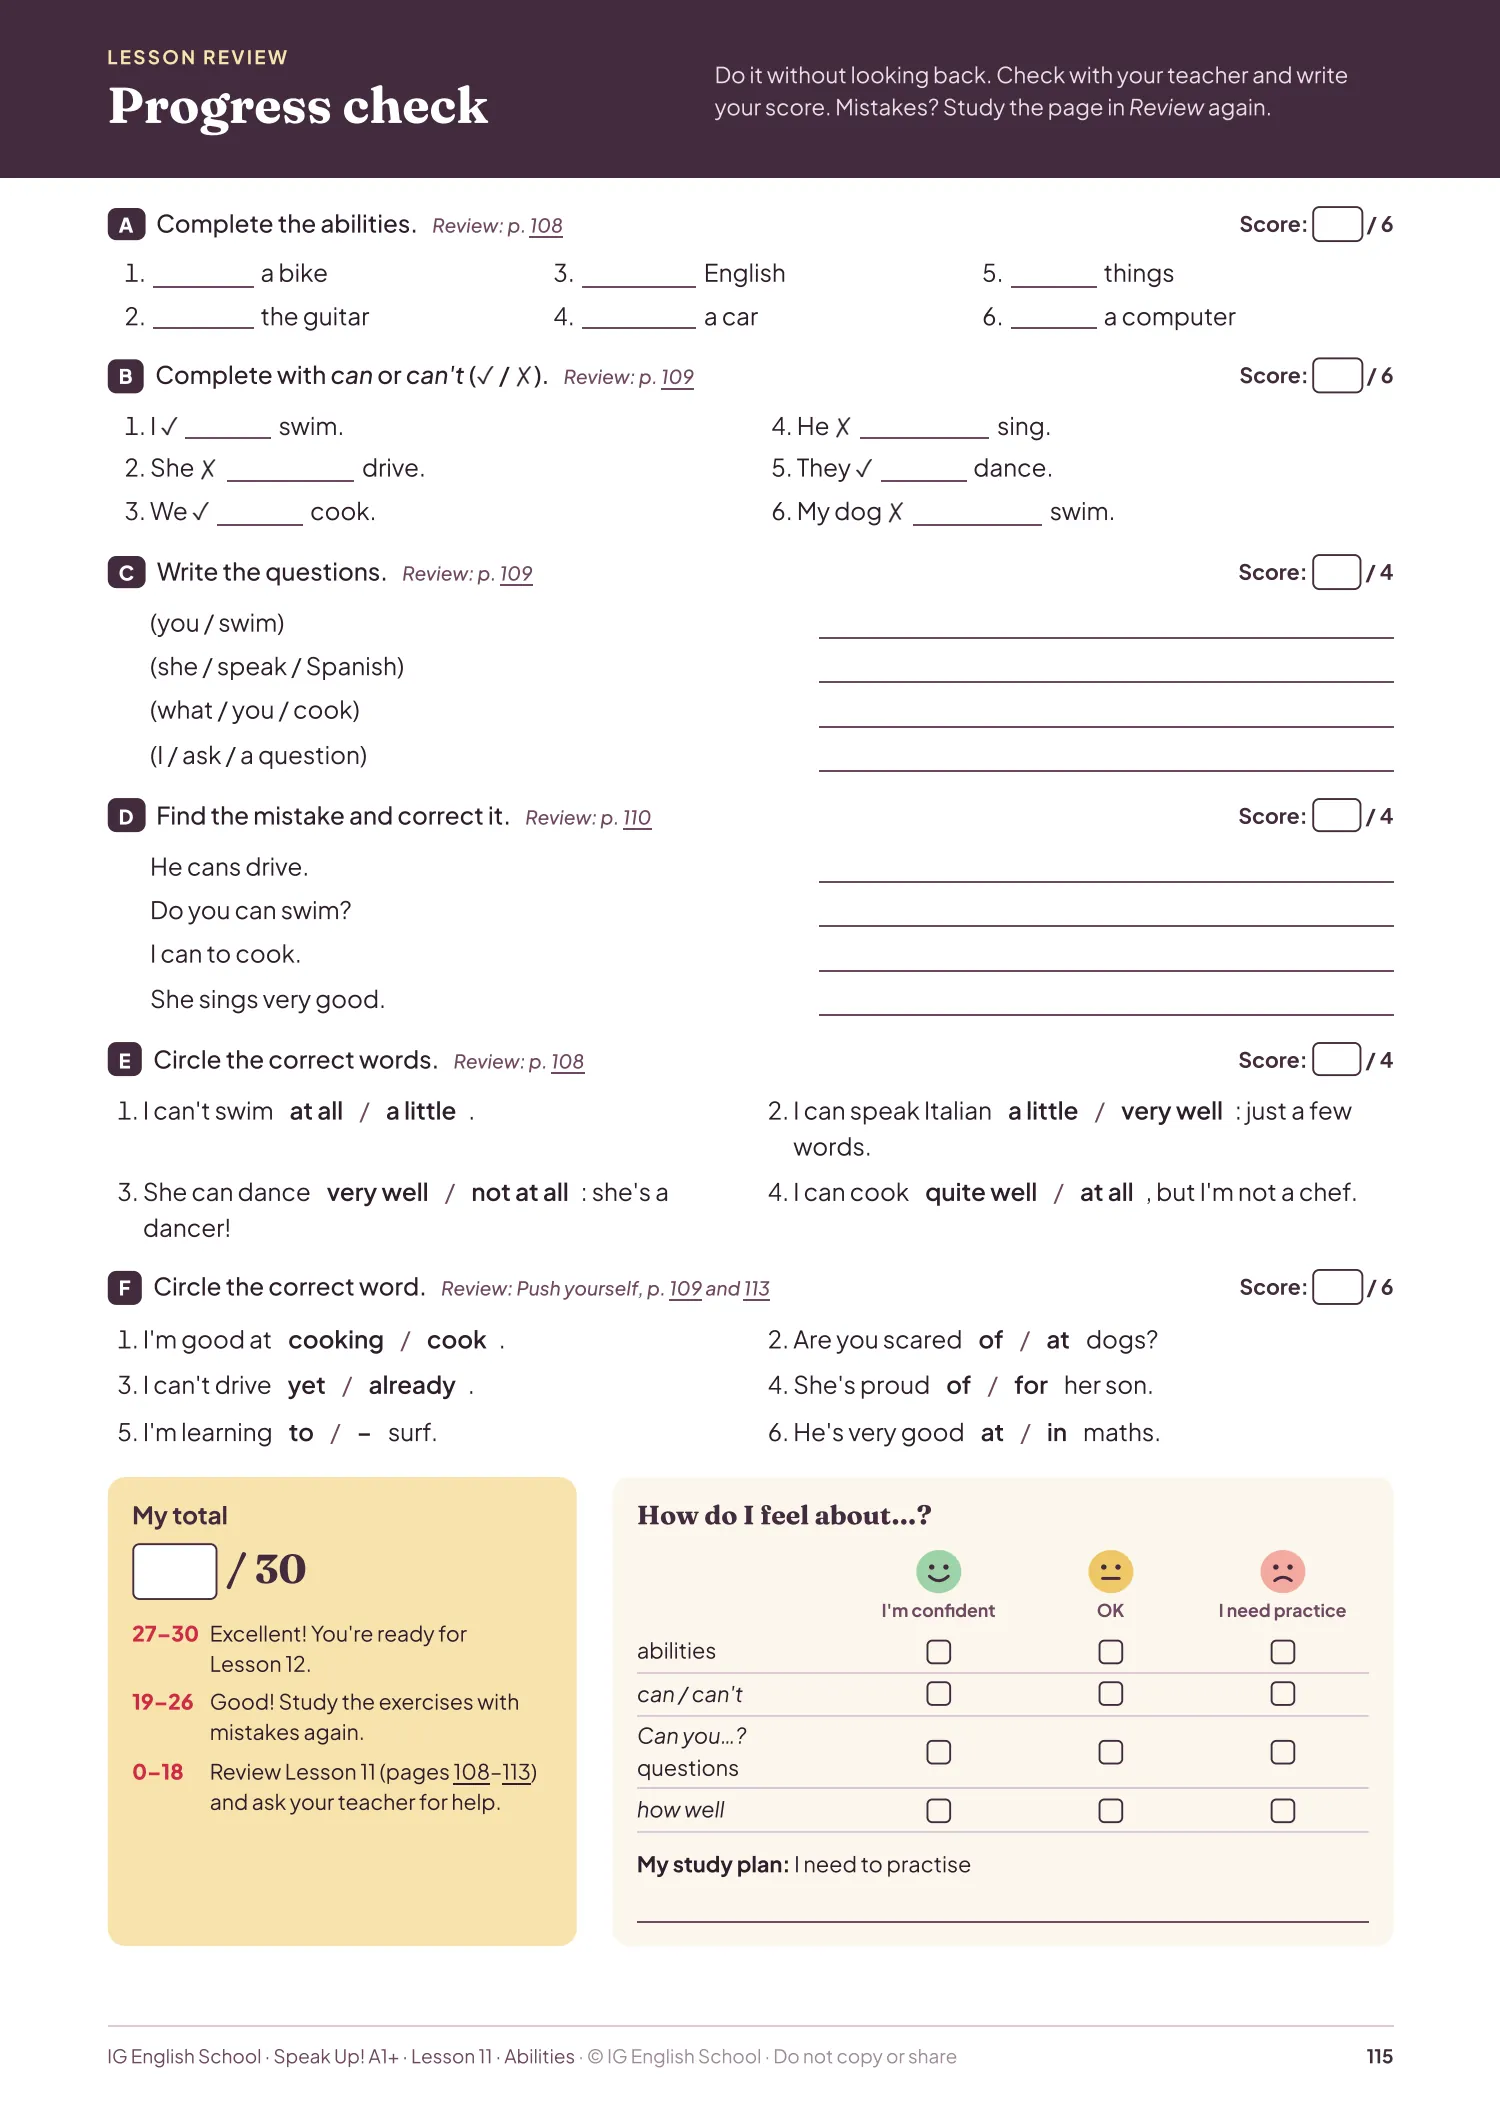 LESSON REVIEW
Progress check
Do it without looking back. Check with your teacher and write
your score. Mistakes? Study the page in Review again.
A Complete the abilities. Review: p. 108 Score: / 6
1. ________ a bike
2. ________ the guitar
3. ________ English
4. ________ a car
5. ________ things
6. ________ a computer
B Complete with can or can't (✓ / ✗). Review: p. 109 Score: / 6
1. I ✓ ________ swim.
2. She ✗ ________ drive.
3. We ✓ ________ cook.
4. He ✗ ________ sing.
5. They ✓ ________ dance.
6. My dog ✗ ________ swim.
C Write the questions. Review: p. 109 Score: / 4
(you / swim)
(she / speak / Spanish)
(what / you / cook)
(I / ask / a question)
D Find the mistake and correct it. Review: p. 110 Score: / 4
He cans drive.
Do you can swim?
I can to cook.
She sings very good.
E Circle the correct words. Review: p. 108 Score: / 4
1. I can't swim at all / a little .
2. I can speak Italian a little / very well : just a few
words.
3. She can dance very well / not at all : she's a
dancer!
4. I can cook quite well / at all , but I'm not a chef.
F Circle the correct word. Review: Push yourself, p. 109 and 113 Score: / 6
1. I'm good at cooking / cook .
2. Are you scared of / at dogs?
3. I can't drive yet / already .
4. She's proud of / for her son.
5. I'm learning to / – surf.
6. He's very good at / in maths.
My total
/ 30
27–30 Excellent! You're ready for
Lesson 12.
19–26 Good! Study the exercises with
mistakes again.
0–18 Review Lesson 11 (pages 108–113)
and ask your teacher for help.
How do I feel about...?
I'm confident OK I need practice
abilities
can / can't
Can you...?
questions
how well
My study plan: I need to practise
IG English School · Speak Up! A1+ · Lesson 11 · Abilities · © IG English School · Do not copy or share 115